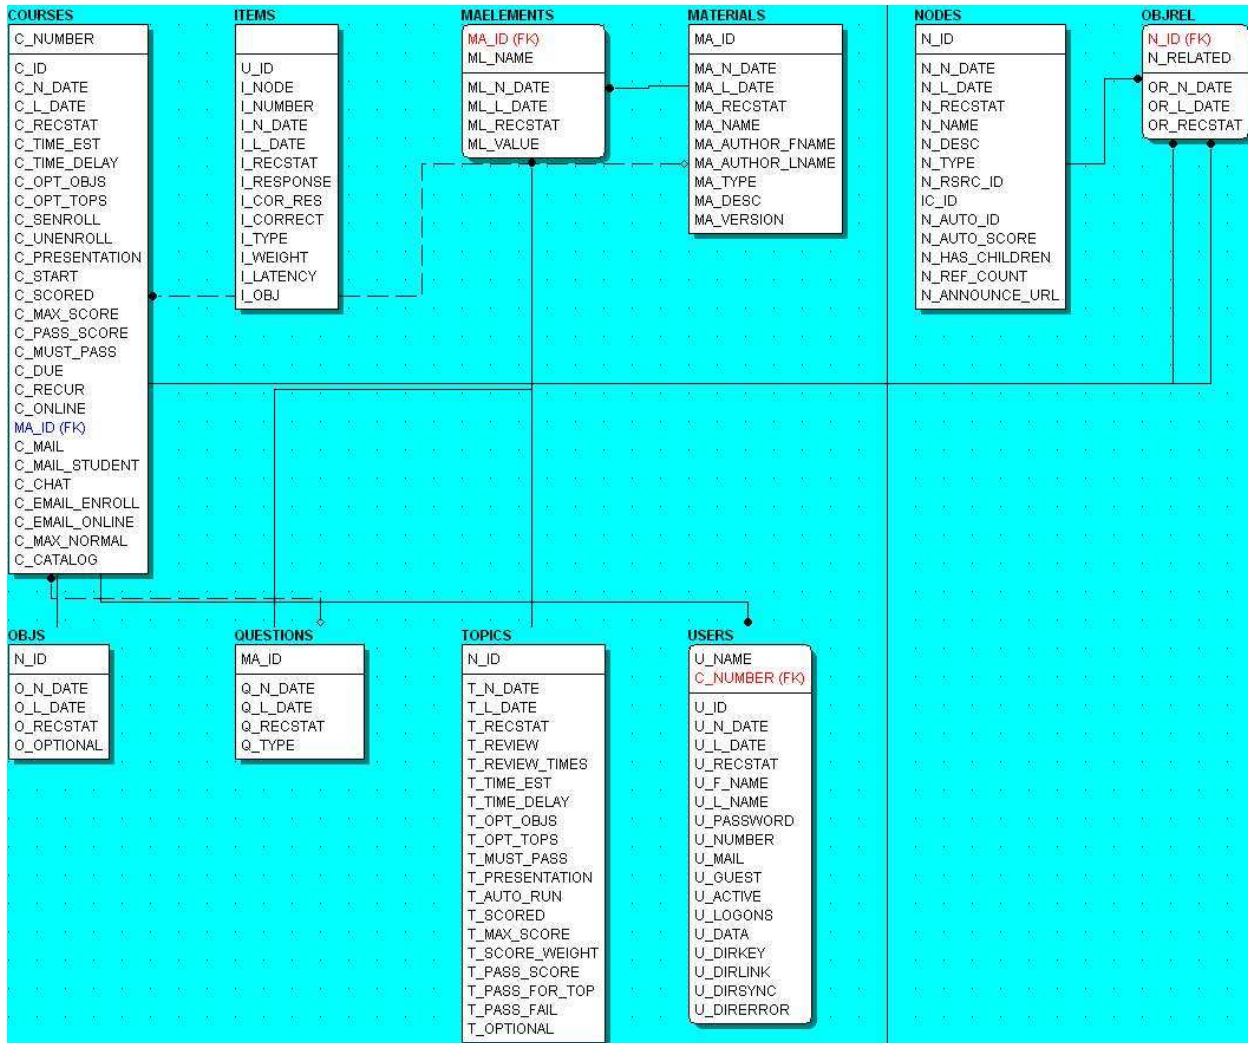 COURSES
C_NUMBER
C_ID
C_N_DATE
C_L_DATE
C_RECSTAT
C_TIME_EST
C_TIME_DELAY
C_OPT_OBJS
C_OPT_TOPS
C_SENROLL
C_UNENROLL
C_PRESENTATION
C_START
C_SCORED
C_MAX_SCORE
C_PASS_SCORE
C_MUST_PASS
C_DUE
C_RECUR
C_ONLINE
MA_ID (FK)
C_MAIL
C_MAIL_STUDENT
C_CHAT
C_EMAIL_ENROLL
C_EMAIL_ONLINE
C_MAX_NORMAL
C_CATALOG
ITEMS
U_ID
I_NODE
I_NUMBER
I_N_DATE
I_L_DATE
I_RECSTAT
I_RESPONSE
I_COR_RES
I_CORRECT
I_TYPE
I_WEIGHT
I_LATENCY
I_OBJ
MAELEMENTS
MA_ID (FK)
ML_NAME
ML_N_DATE
ML_L_DATE
ML_RECSTAT
ML_VALUE
MATERIALS
MA_ID
MA_N_DATE
MA_L_DATE
MA_RECSTAT
MA_NAME
MA_AUTHOR_FNAME
MA_AUTHOR_LNAME
MA_TYPE
MA_DESC
MA_VERSION
NODES
N_ID
N_N_DATE
N_L_DATE
N_RECSTAT
N_NAME
N_DESC
N_TYPE
N_RSRC_ID
IC_ID
N_AUTO_ID
N_AUTO_SCORE
N_HAS_CHILDREN
N_REF_COUNT
N_ANNOUNCE_URL
OBJREL
N_ID (FK)
N_RELATED
OR_N_DATE
OR_L_DATE
OR_RECSTAT
OBJS
N_ID
O_N_DATE
O_L_DATE
O_RECSTAT
O_OPTIONAL
QUESTIONS
MA_ID
Q_N_DATE
Q_L_DATE
Q_RECSTAT
Q_TYPE
TOPICS
N_ID
T_N_DATE
T_L_DATE
T_RECSTAT
T_REVIEW
T_REVIEW_TIMES
T_TIME_EST
T_TIME_DELAY
T_OPT_OBJS
T_OPT_TOPS
T_MUST_PASS
T_PRESENTATION
T_AUTO_RUN
T_SCORED
T_MAX_SCORE
T_SCORE_WEIGHT
T_PASS_SCORE
T_PASS_FOR_TOP
T_PASS_FAIL
T_OPTIONAL
USERS
U_NAME
C_NUMBER (FK)
U_ID
U_N_DATE
U_L_DATE
U_RECSTAT
U_F_NAME
U_L_NAME
U_PASSWORD
U_NUMBER
U_MAIL
U_GUEST
U_ACTIVE
U_LOGONS
U_DATA
U_DIRKEY
U_DIRLINK
U_DIRSYNC
U_DIRERROR